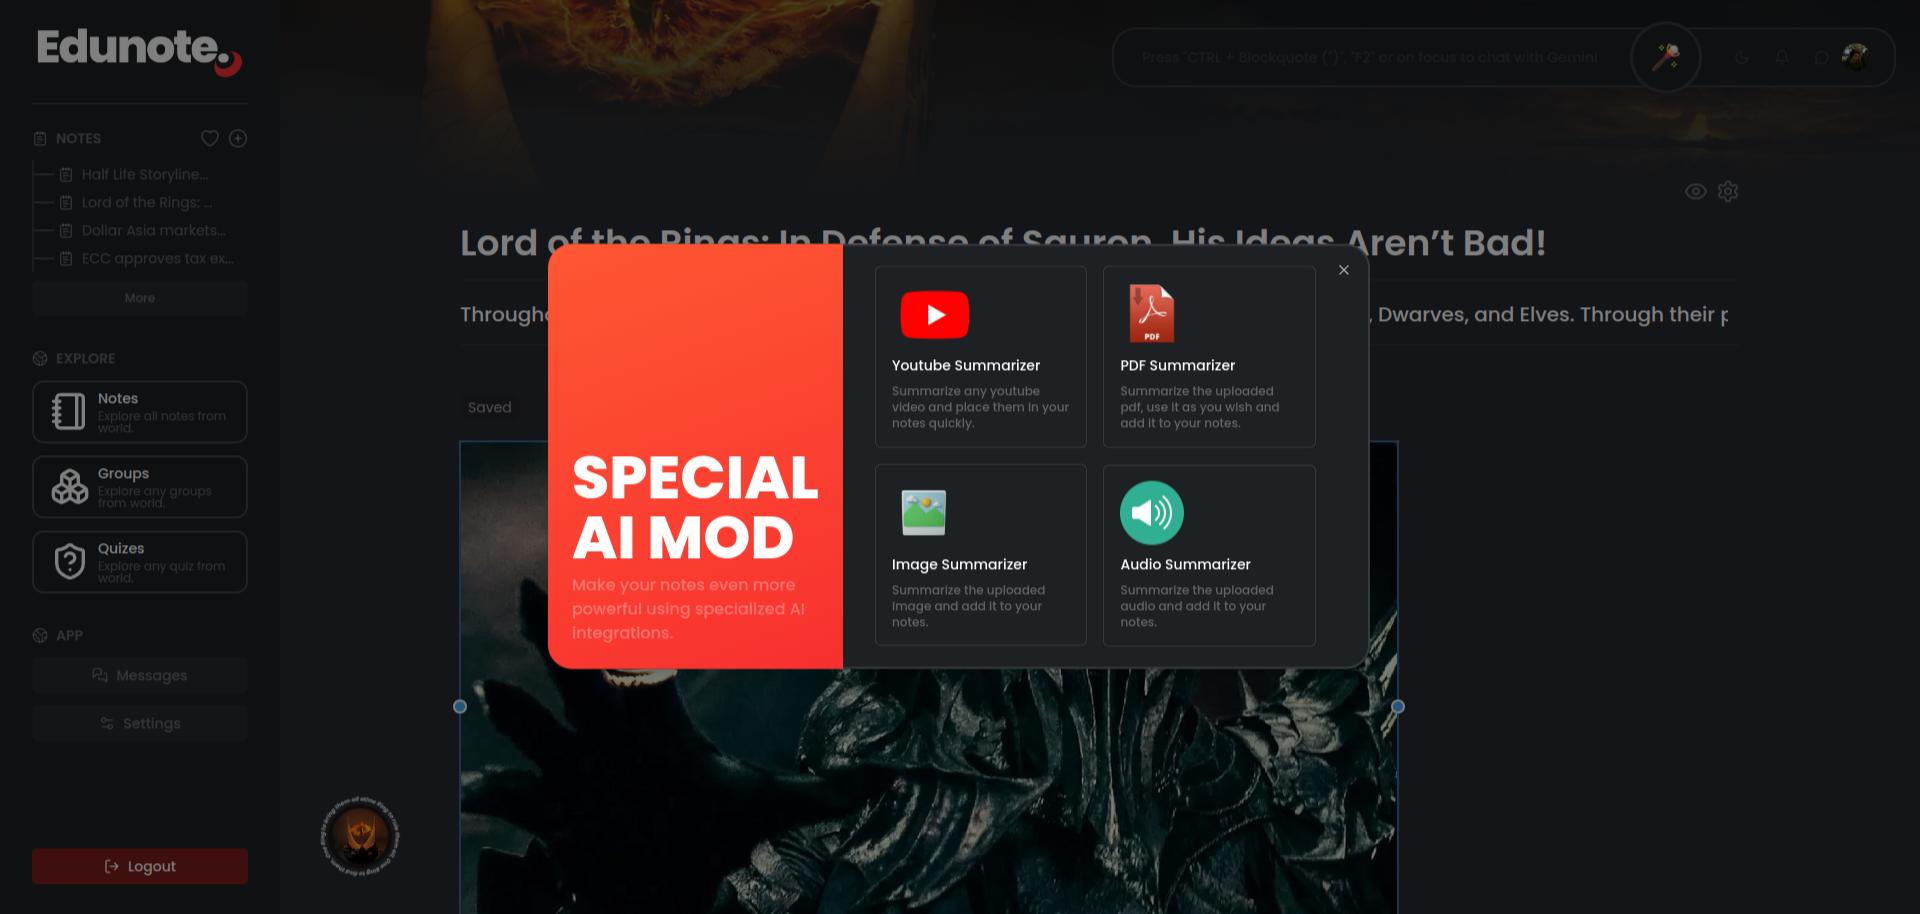 Edunote.
Press "CTRL + Blockquote (")", "F2" or on focus to chat with Gemini
NOTES
Half Life Storyline...
Lord of the Rings: ...
Dollar Asia markets...
ECC approves tax ex...
More
EXPLORE
Notes
Explore all notes from
world.
Groups
Explore any groups
from world.
Quizes
Explore any quiz from
world.
APP
Messages
Settings
Logout
Lord of the Rings: In Defense of Sauron, His Ideas Aren't Bad!
, Dwarves, and Elves. Through their
Saved
SPECIAL
AI MOD
Make your notes even more
powerful using specialized AI
integrations.
Youtube Summarizer
Summarize any youtube
video and place them in your
notes quickly.
PDF Summarizer
Summarize the uploaded
pdf, use it as you wish and
add it to your notes.
PDF
Image Summarizer
Summarize the uploaded
image and add it to your
notes.
Audio Summarizer
Summarize the uploaded
audio and add it to your
notes.